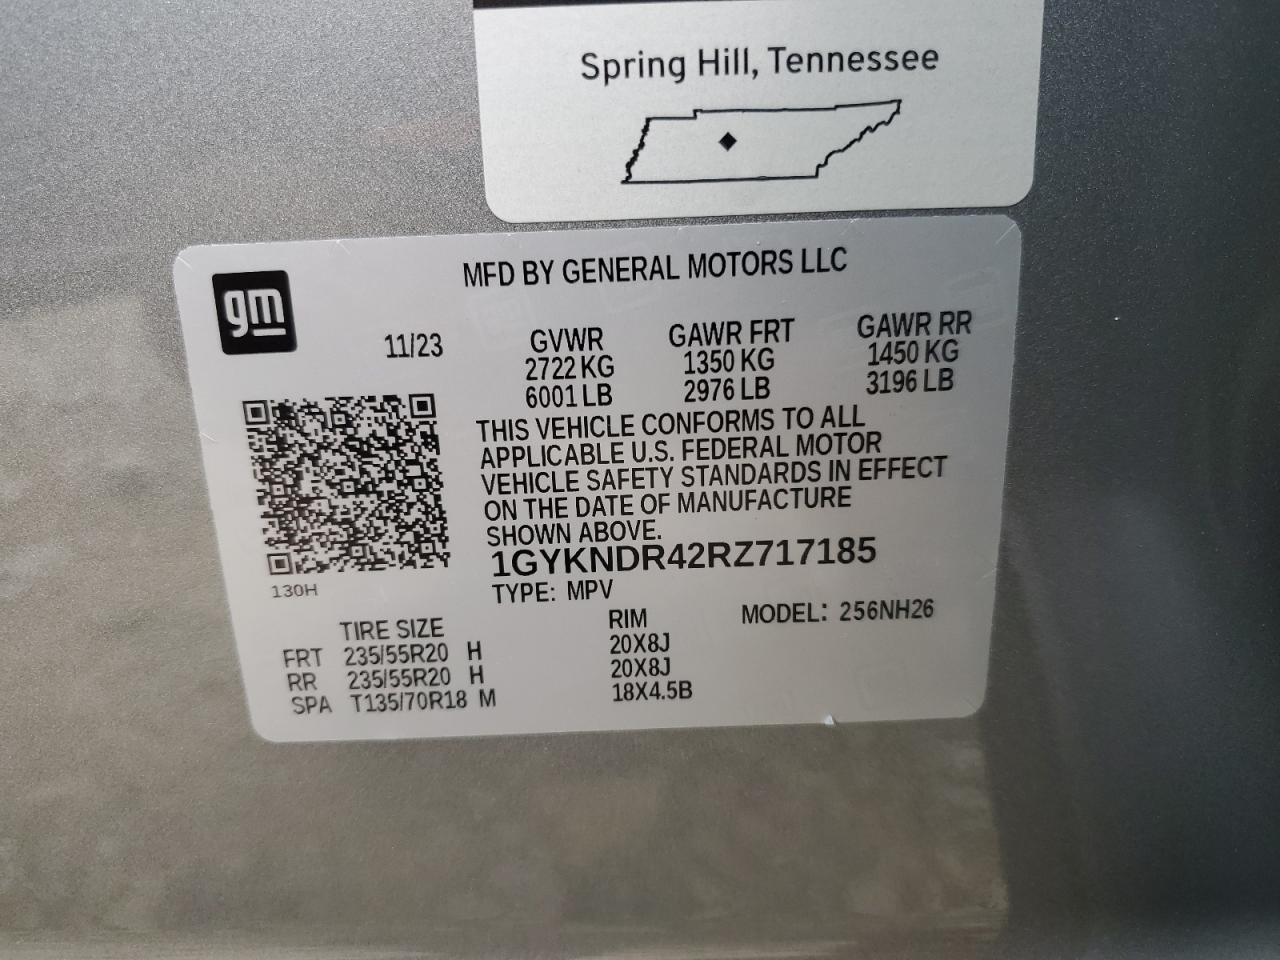 Spring Hill, Tennessee
gm
MFD BY GENERAL MOTORS LLC
11/23
GVWR GAWR FRT GAWR RR
2722 KG 1350 KG 1450 KG
6001 LB 2976 LB 3196 LB
THIS VEHICLE CONFORMS TO ALL
APPLICABLE U.S. FEDERAL MOTOR
VEHICLE SAFETY STANDARDS IN EFFECT
ON THE DATE OF MANUFACTURE
SHOWN ABOVE.
1GYKNDR42RZ717185
130H
TYPE: MPV
MODEL: 256NH26
TIRE SIZE RIM
FRT 235/55R20 H 20X8J
RR 235/55R20 H 20X8J
SPA T135/70R18 M 18X4.5B